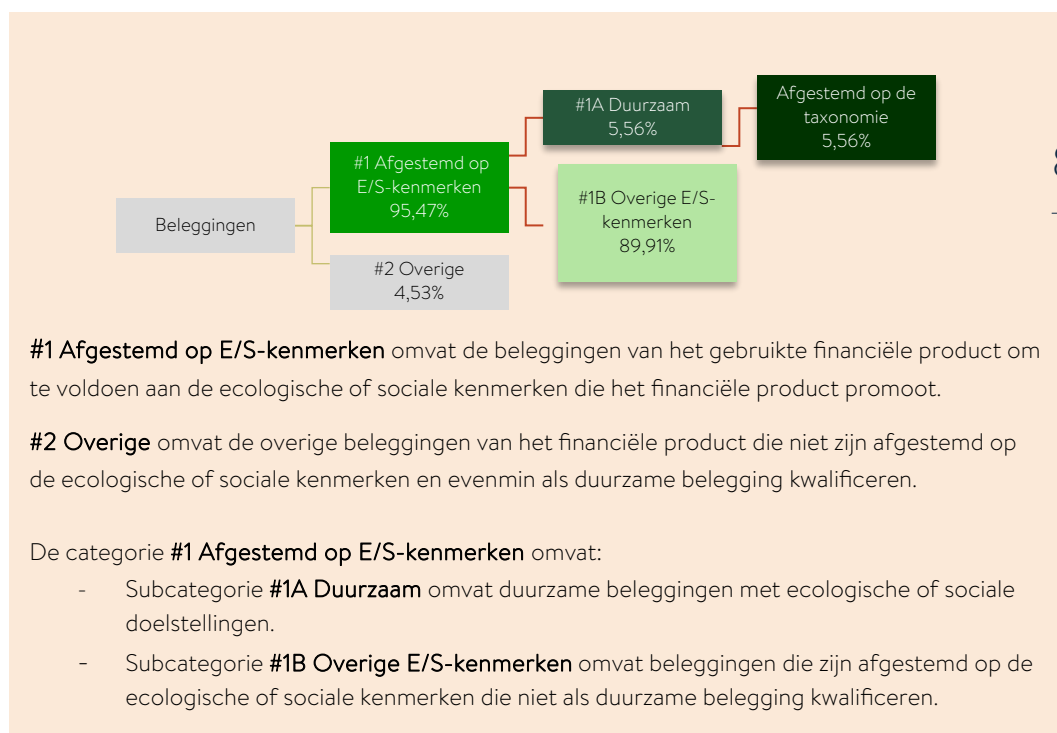 #1A Duurzaam
5,56%
Afgestemd op de
taxonomie
5,56%
#1 Afgestemd op
E/S-kenmerken
95,47%
#1B Overige E/S-
kenmerken
89,91%
Beleggingen
#2 Overige
4,53%
#1 Afgestemd op E/S-kenmerken omvat de beleggingen van het gebruikte financiële product om
te voldoen aan de ecologische of sociale kenmerken die het financiële product promoot.
#2 Overige omvat de overige beleggingen van het financiële product die niet zijn afgestemd op
de ecologische of sociale kenmerken en evenmin als duurzame belegging kwalificeren.
De categorie #1 Afgestemd op E/S-kenmerken omvat:
- Subcategorie #1A Duurzaam omvat duurzame beleggingen met ecologische of sociale
doelstellingen.
- Subcategorie #1B Overige E/S-kenmerken omvat beleggingen die zijn afgestemd op de
ecologische of sociale kenmerken die niet als duurzame belegging kwalificeren.